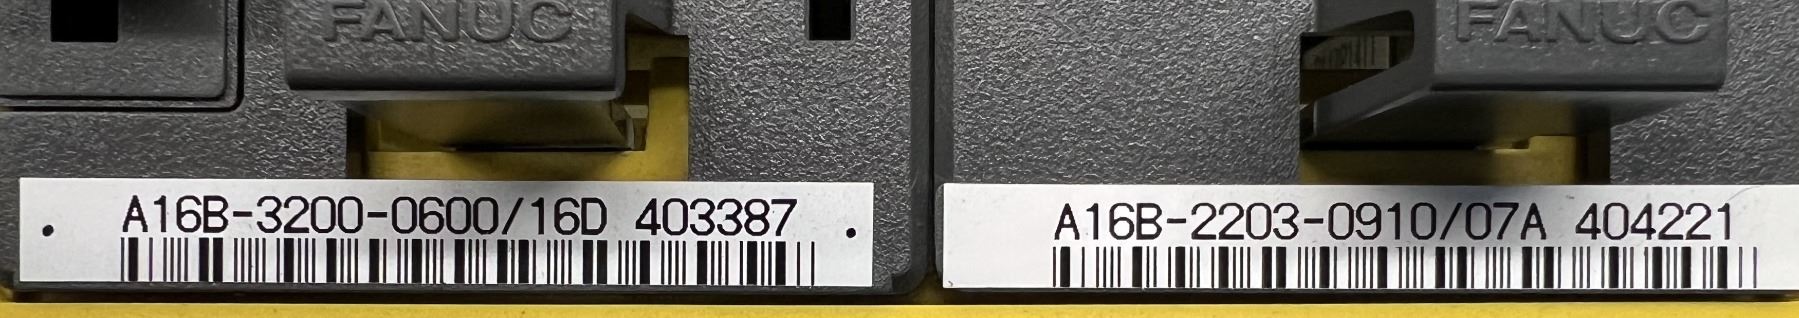 FANUC
FANUC
A16B-3200-0600/16D 403387
A16B-2203-0910/07A 404221